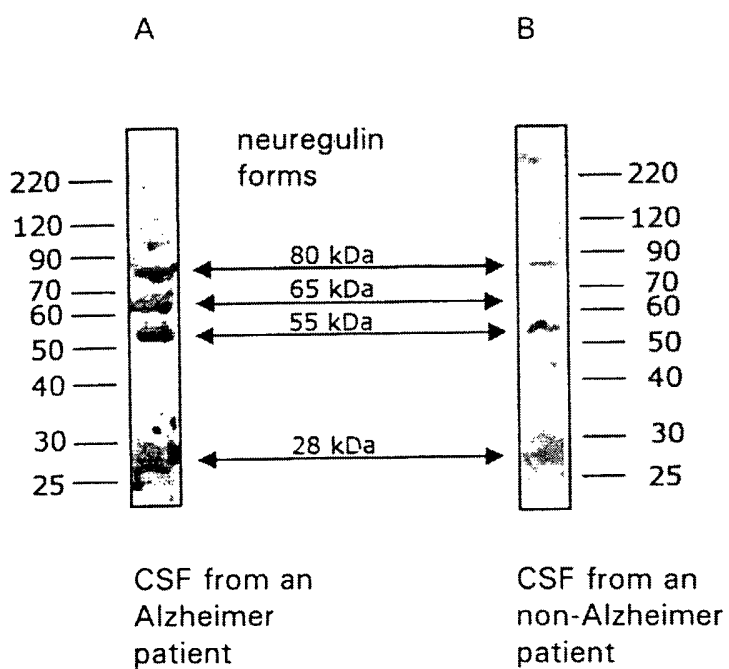 A
B
neuregulin
forms
220
120
90
70
60
50
40
30
25
80 kDa
65 kDa
55 kDa
28 kDa
220
120
90
70
60
50
40
30
25
CSF from an
Alzheimer
patient
CSF from an
non-Alzheimer
patient